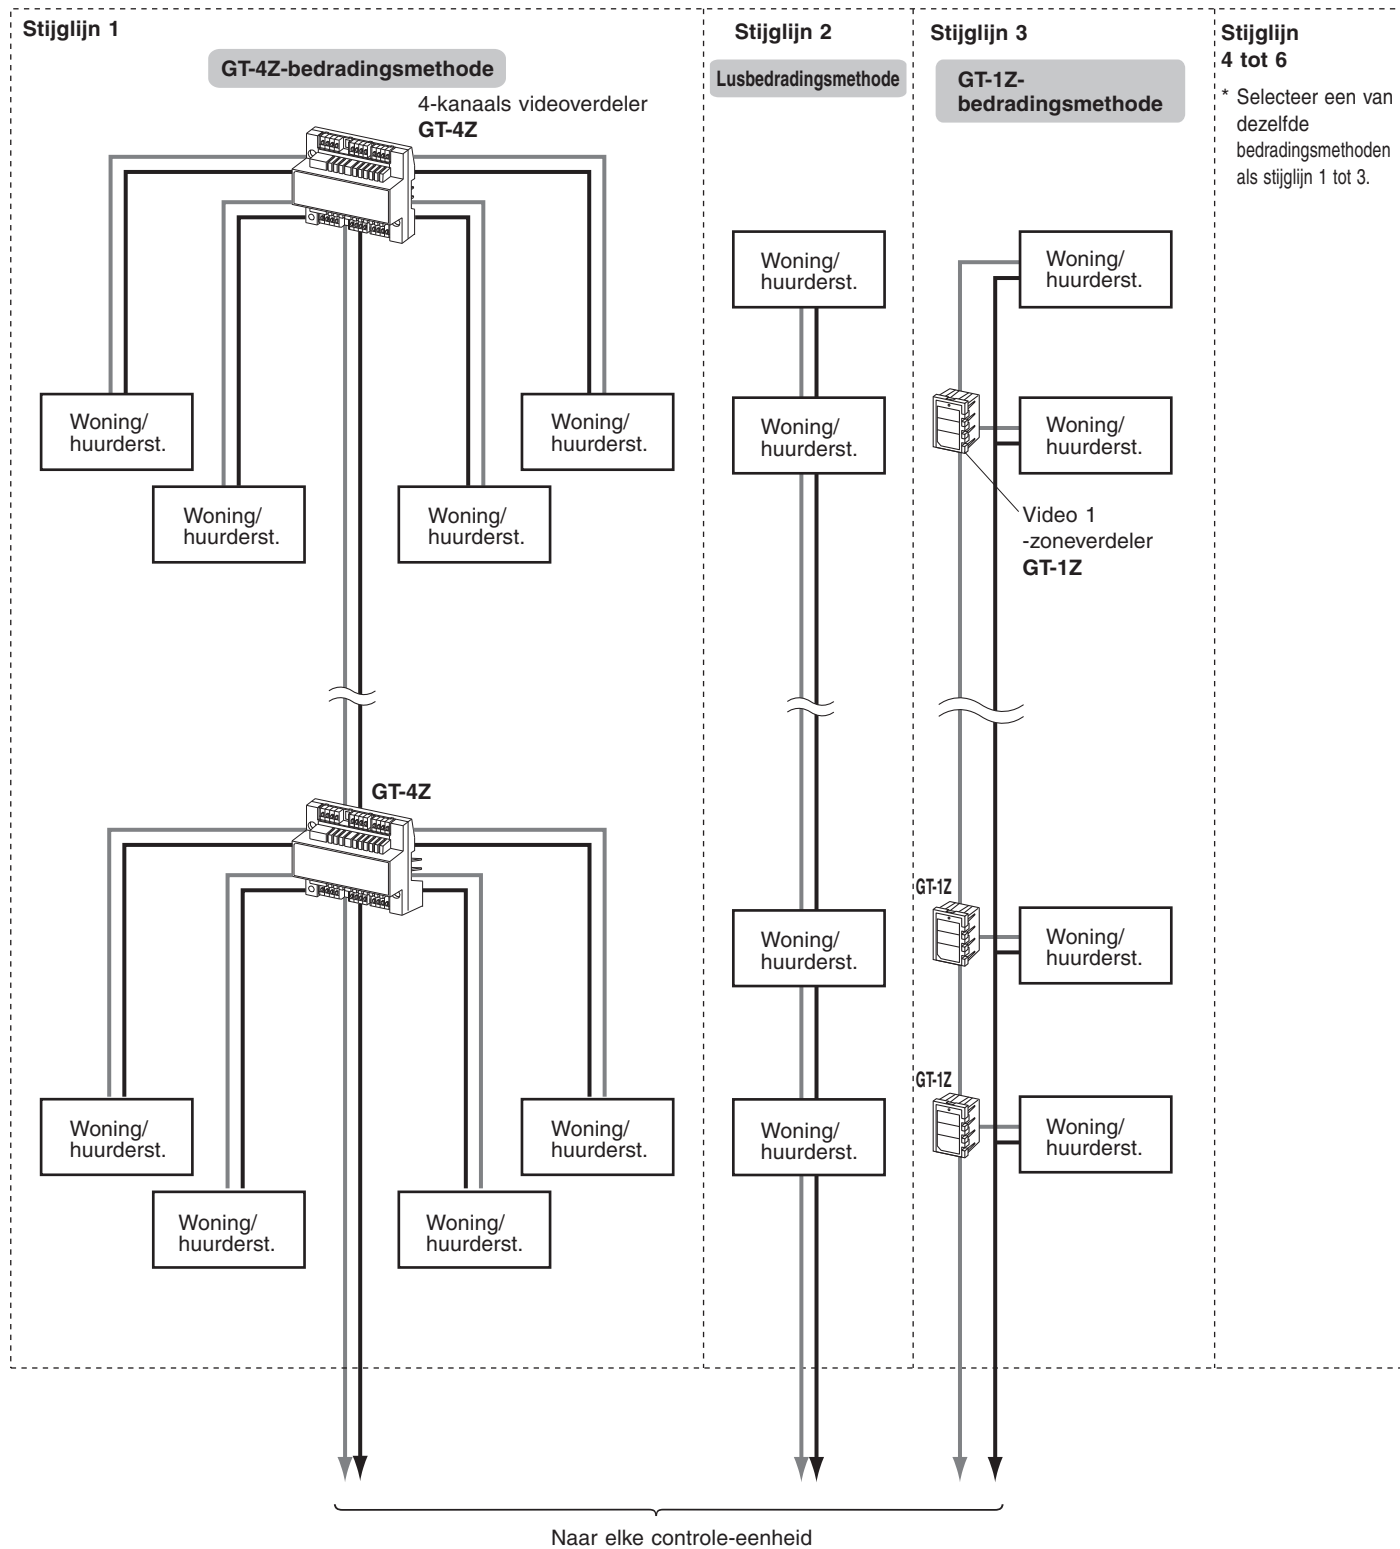 Stijglijn 1
GT-4Z-bedradingsmethode
4-kanaals videoverdeler
GT-4Z
Woning/
huurderst.
Woning/
huurderst.
Woning/
huurderst.
Woning/
huurderst.
GT-4Z
Woning/
huurderst.
Woning/
huurderst.
Woning/
huurderst.
Woning/
huurderst.
Stijglijn 2
Lusbedradingsmethode
Woning/
huurderst.
Woning/
huurderst.
Woning/
huurderst.
Woning/
huurderst.
Stijglijn 3
GT-1Z-
bedradingsmethode
Woning/
huurderst.
Woning/
huurderst.
Video 1
-zoneverdeler
GT-1Z
GT-1Z
Woning/
huurderst.
GT-1Z
Woning/
huurderst.
Stijglijn
4 tot 6
* Selecteer een van
dezelfde
bedradingsmethoden
als stijglijn 1 tot 3.
Naar elke controle-eenheid